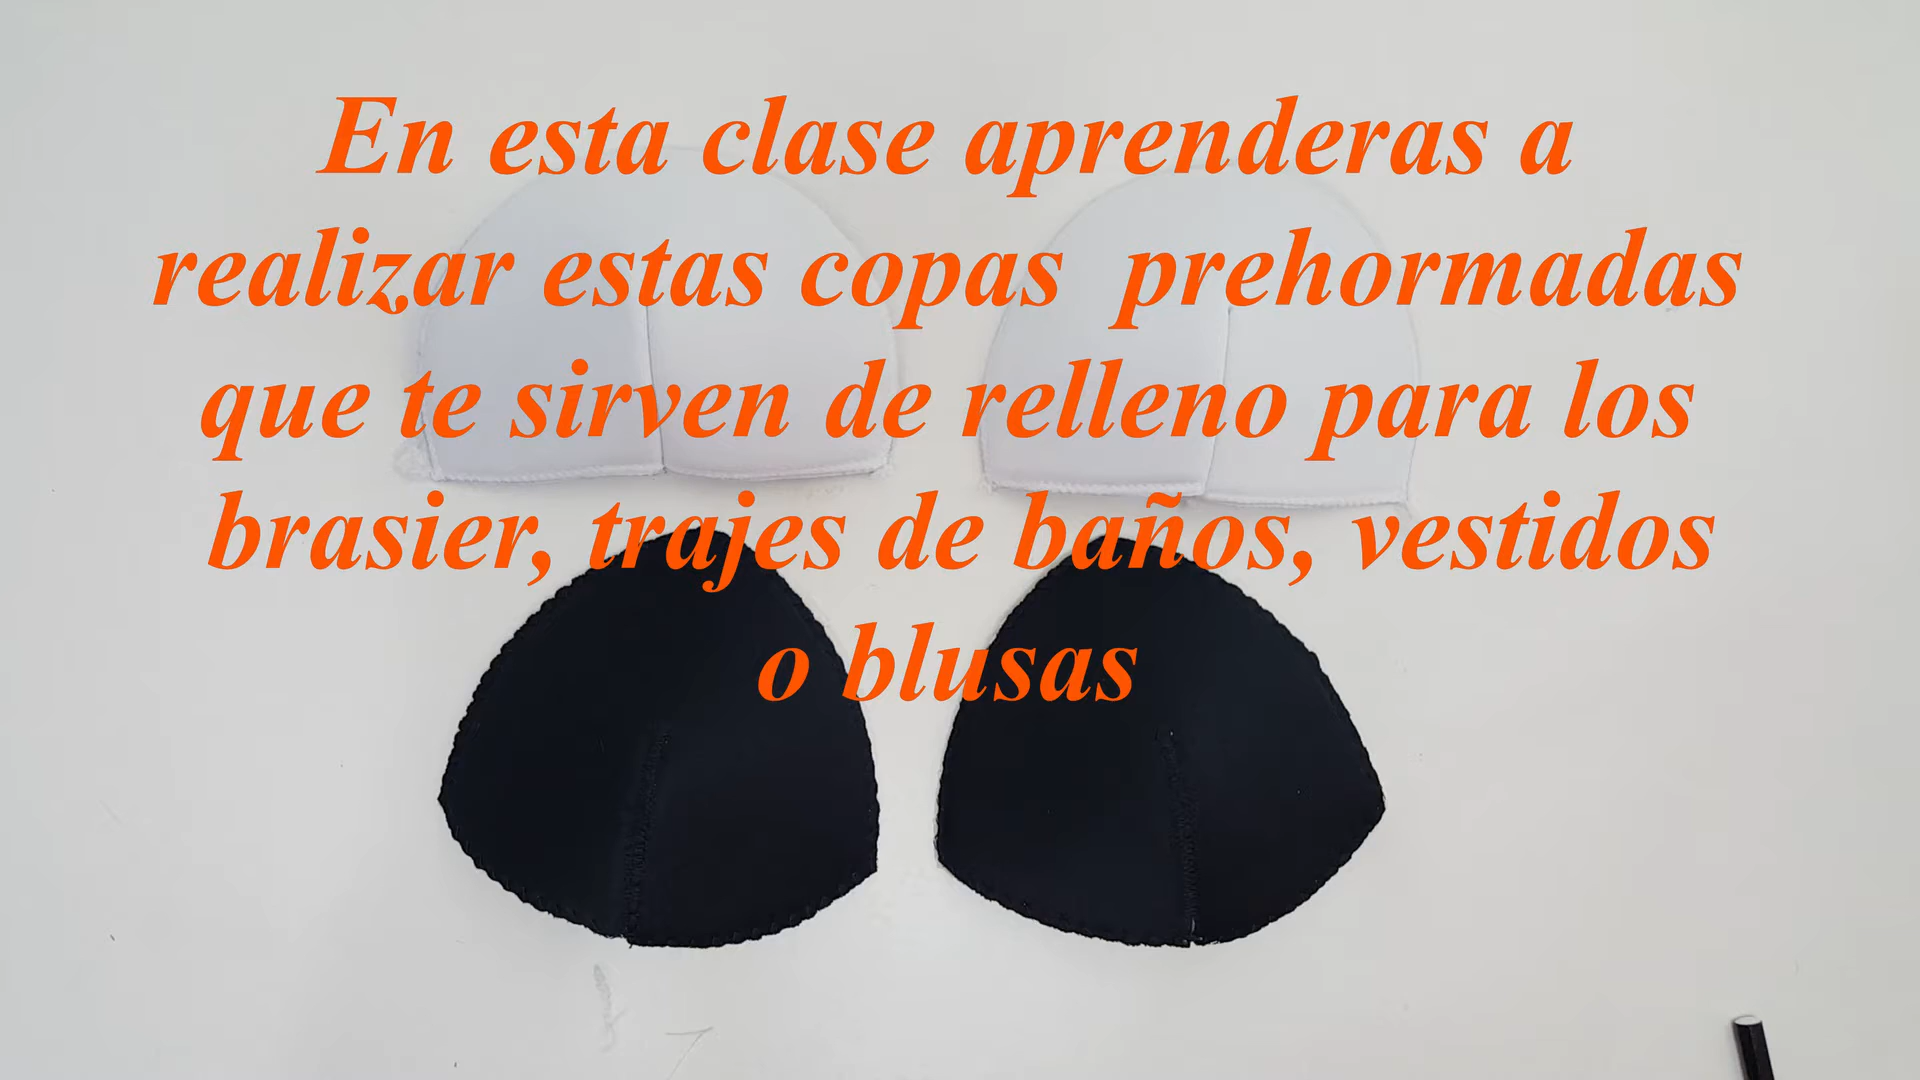 En esta clase aprenderas a
realizar estas copas  prehormadas
que te sirven de relleno para los
brasier, trajes de baños, vestidos
o blusas